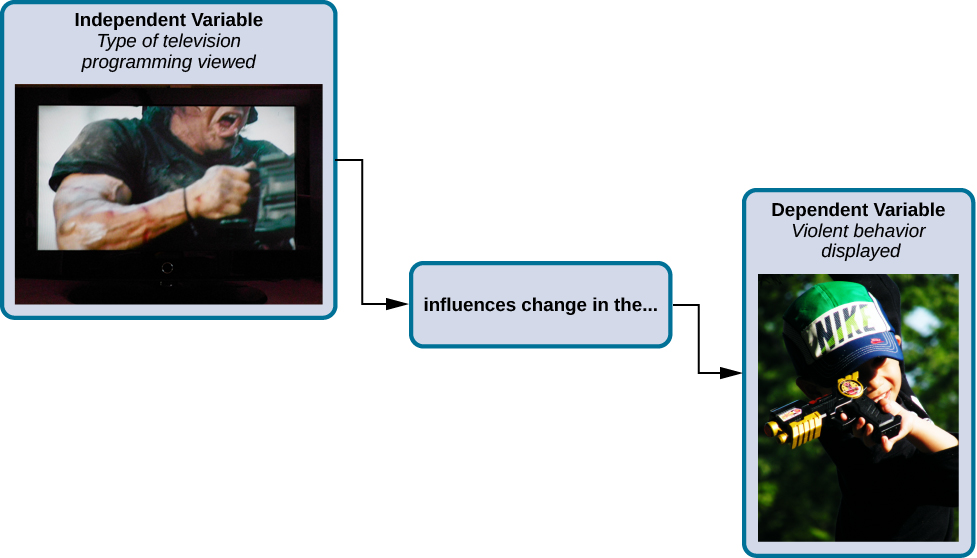 Independent Variable
Type of television
programming viewed
influences change in the...
Dependent Variable
Violent behavior
displayed
NIKE